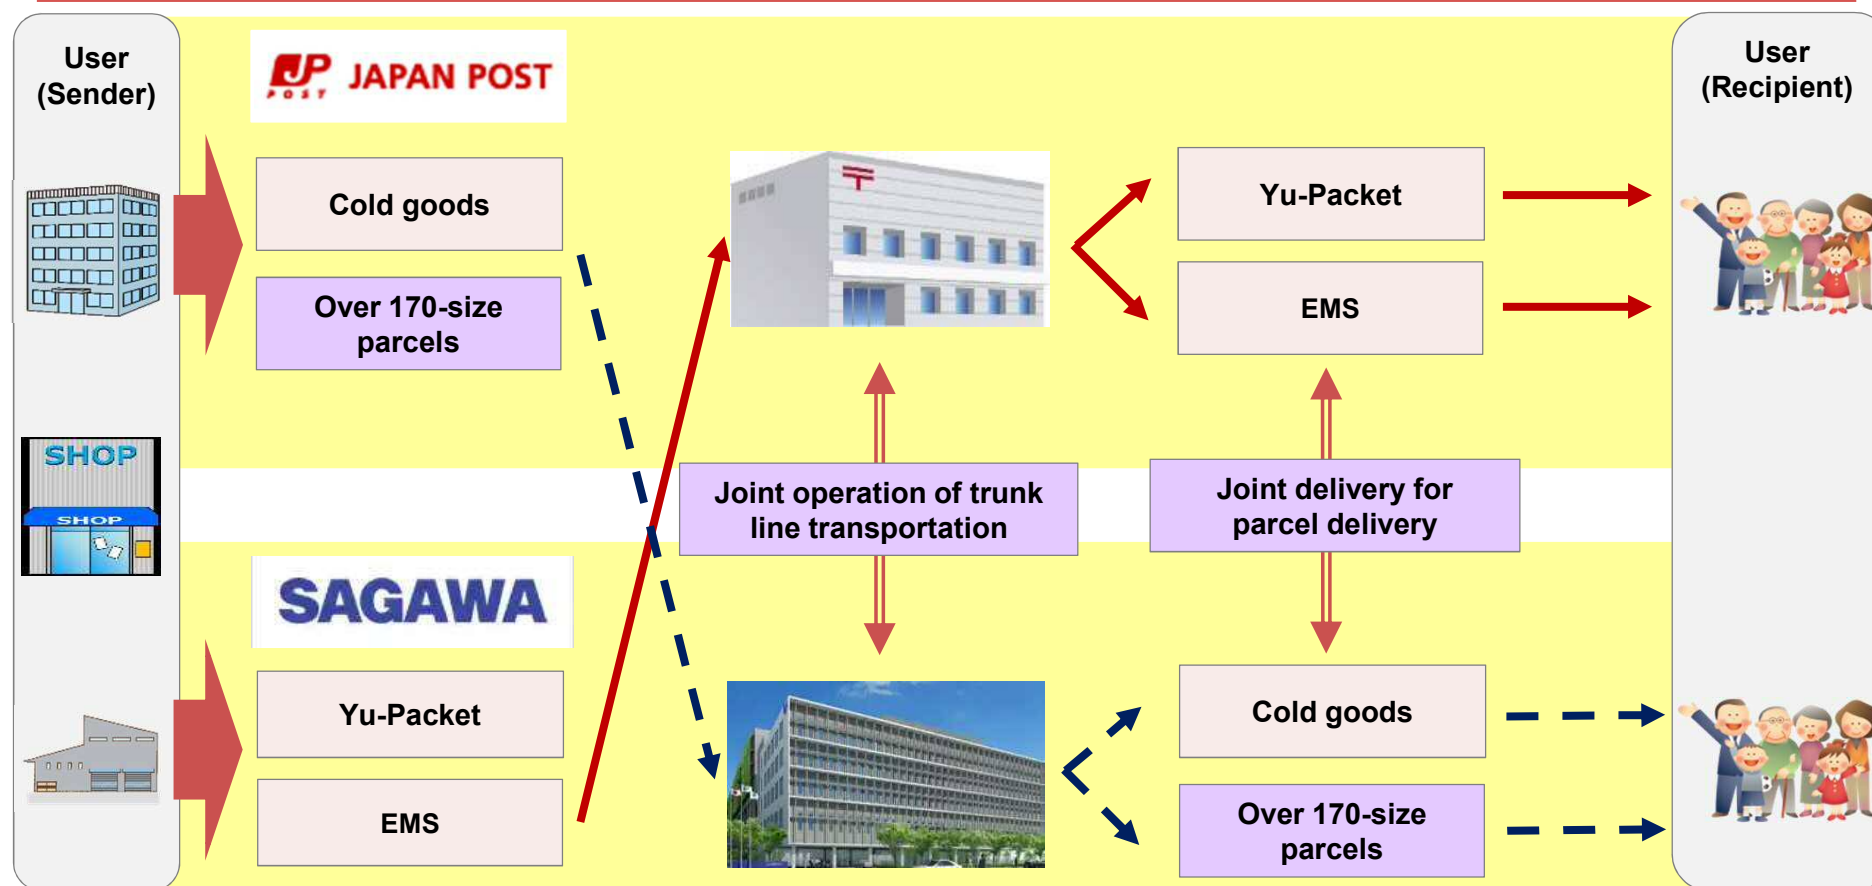 User
(Sender)
JP
POST
JAPAN POST
User
(Recipient)
Cold goods
Over 170-size
parcels
Yu-Packet
EMS
SHOP
SHOP
Joint operation of trunk
line transportation
Joint delivery for
parcel delivery
SAGAWA
Yu-Packet
EMS
Cold goods
Over 170-size
parcels